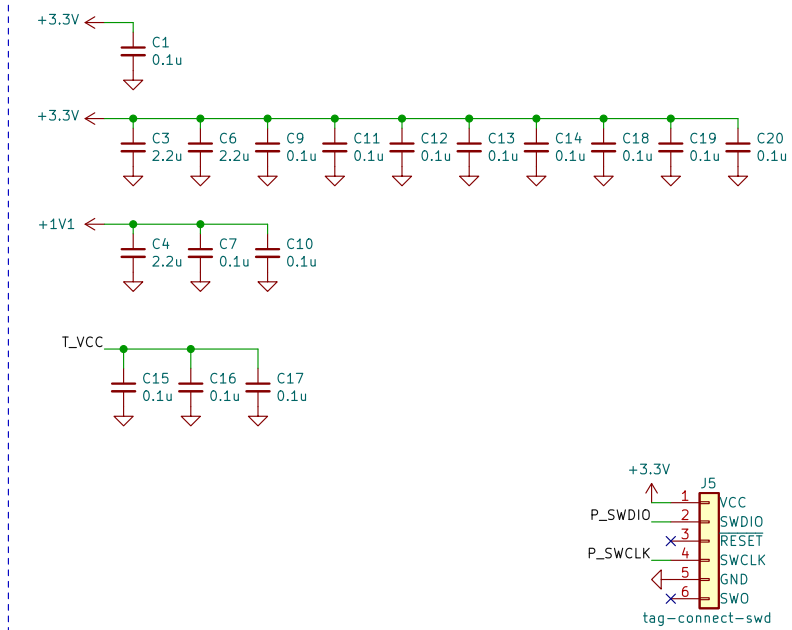 +3.3V
C1
0.1u
+3.3V
C3 C6 C9 C11 C12 C13 C14 C18 C19 C20
2.2u 2.2u 0.1u 0.1u 0.1u 0.1u 0.1u 0.1u 0.1u 0.1u
+1V1
C4 C7 C10
2.2u 0.1u 0.1u
T_VCC
C15 C16 C17
0.1u 0.1u 0.1u
+3.3V
J5
1 VCC
P_SWDIO 2 SWDIO
3 RESET
P_SWCLK 4 SWCLK
5 GND
6 SWO
tag-connect-swd